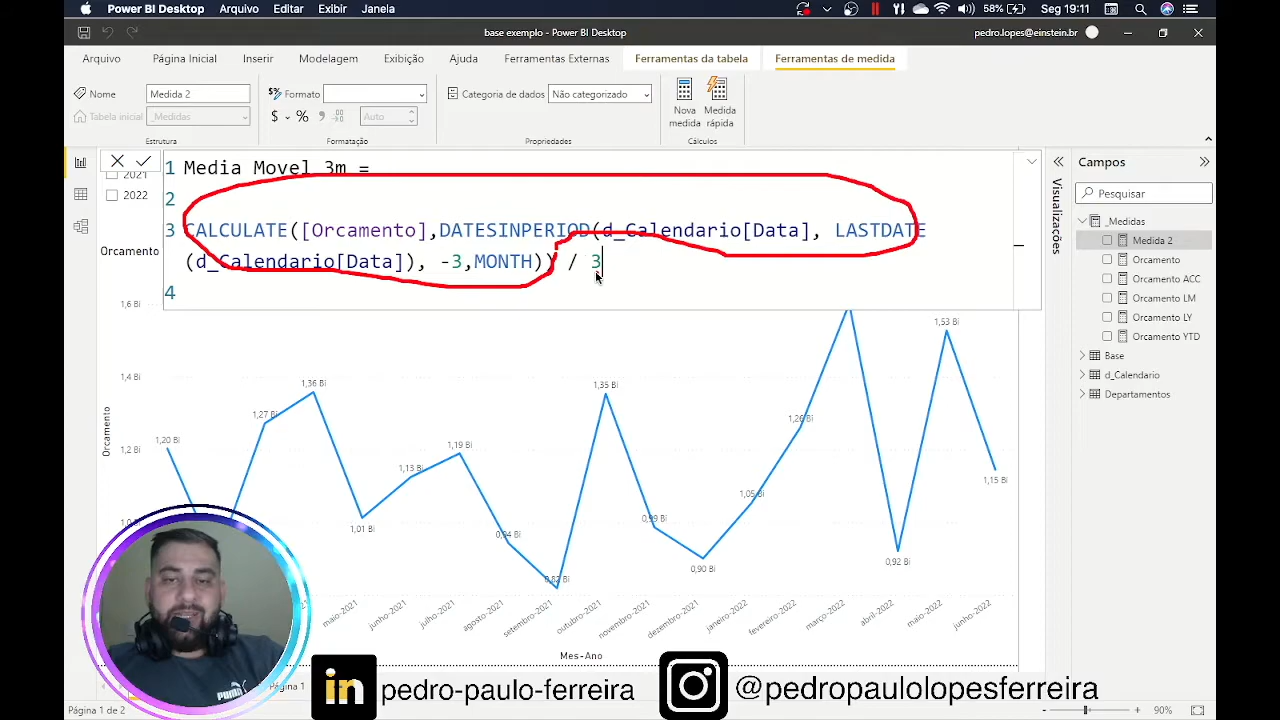 Power BI Desktop Arquivo Editar Exibir Janela 58% Seg 19:11
base exemplo - Power BI Desktop pedro.lopes@einstein.br
Arquivo Página Inicial Inserir Modelagem Exibição Ajuda Ferramentas Externas Ferramentas da tabela Ferramentas de medida
Nome Medida 2 Formato Categoria de dados Não categorizado
Tabela inicial _Medidas $ % Auto
Nova medida
Medida rápida
Estrutura Formatação Propriedades Cálculos
1 Media Movel 3m =
2
3 CALCULATE([Orcamento],DATESINPERIOD(d_Calendario[Data], LASTDATE
(d_Calendario[Data]), -3,MONTH)) / 3
4
2021
2022
Orcamento
Visualizações
Campos
Pesquisar
_Medidas
Medida 2
Orcamento
Orcamento ACC
Orcamento LM
Orcamento LY
Orcamento YTD
Base
d_Calendario
Departamentos
1,6 Bi
1,4 Bi
1,2 Bi
Orcamento
1,20 Bi
1,27 Bi
1,36 Bi
1,01 Bi
1,13 Bi
1,19 Bi
0,94 Bi
0,82 Bi
1,35 Bi
0,99 Bi
0,90 Bi
1,05 Bi
1,26 Bi
0,92 Bi
1,53 Bi
1,15 Bi
maio-2021
junho-2021
julho-2021
agosto-2021
setembro-2021
outubro-2021
novembro-2021
dezembro-2021
janeiro-2022
fevereiro-2022
março-2022
abril-2022
maio-2022
junho-2022
Mes-Ano
PUMA
Página 1
in pedro-paulo-ferreira
@pedropaulolopesferreira
Página 1 de 2 - + 90%